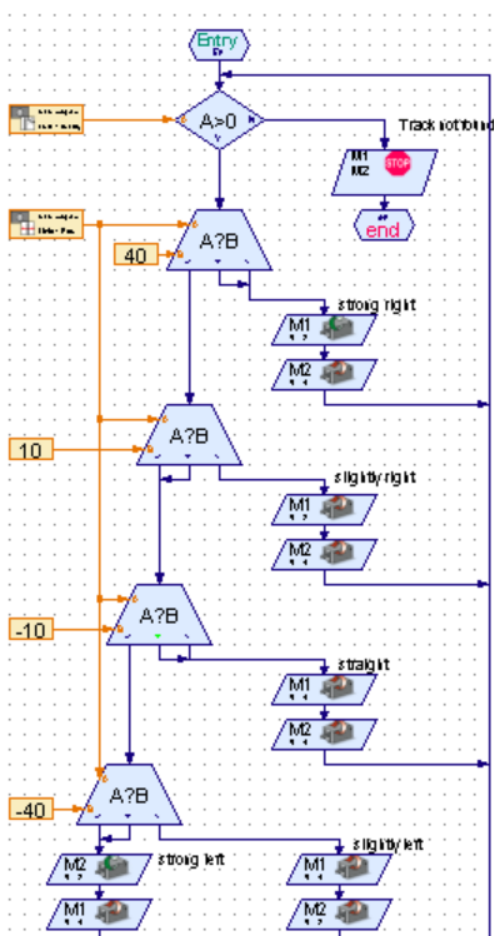 Entry
A>0
Track not found
M1
STOP
M2
end
A?B
40
strong right
M1
M2
A?B
10
slightly right
M1
M2
A?B
-10
straight
M1
M2
A?B
-40
strong left
slightly left
M2
M1
M1
M2